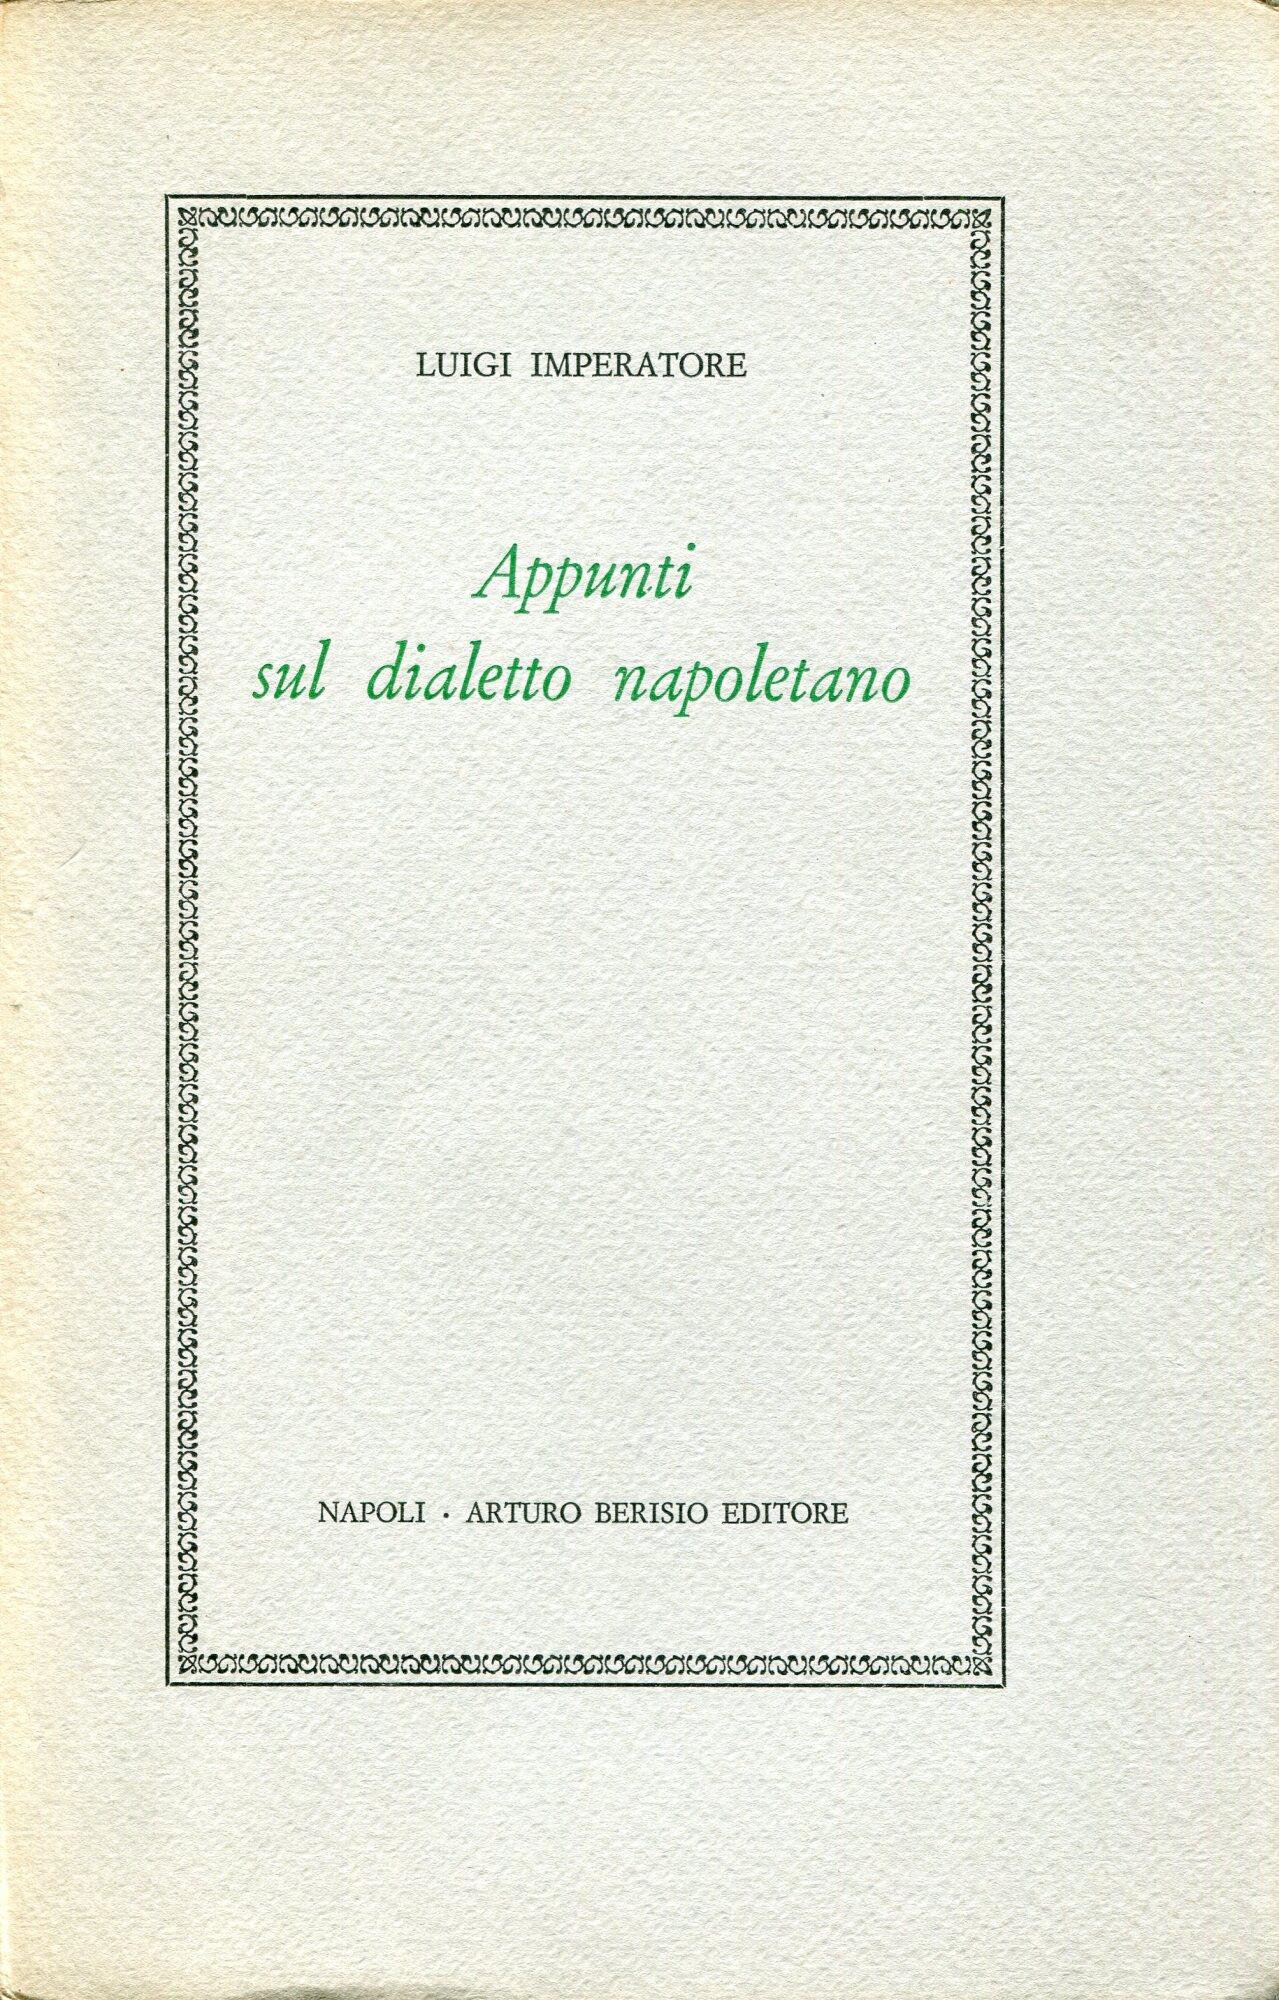 LUIGI IMPERATORE
Appunti
sul dialetto napoletano
NAPOLI · ARTURO BERISIO EDITORE